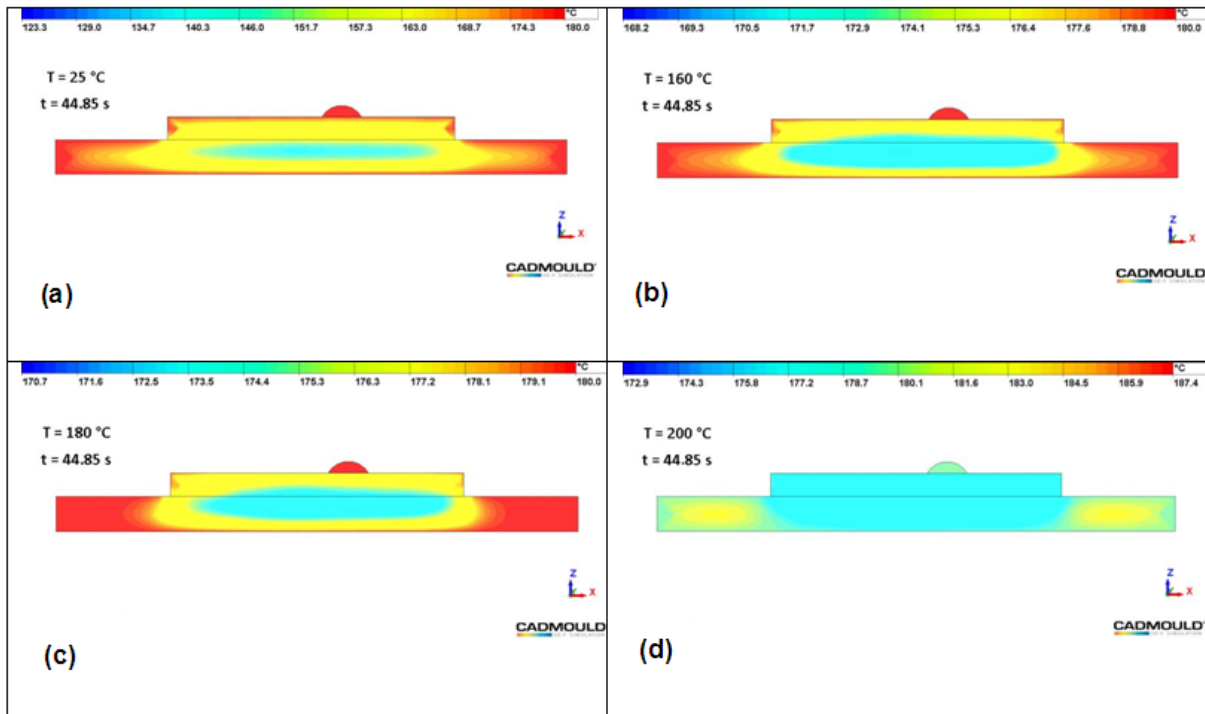 °C
123.3 129.0 134.7 140.3 146.0 151.7 157.3 163.0 168.7 174.3 180.0
T = 25 °C
t = 44.85 s
Z
X
CADMOULD
(a)
°C
168.2 169.3 170.5 171.7 172.9 174.1 175.3 176.4 177.6 178.8 180.0
T = 160 °C
t = 44.85 s
Z
X
CADMOULD
(b)
°C
170.7 171.6 172.5 173.5 174.4 175.3 176.3 177.2 178.1 179.1 180.0
T = 180 °C
t = 44.85 s
Z
X
CADMOULD
(c)
°C
172.9 174.3 175.8 177.2 178.7 180.1 181.6 183.0 184.5 185.9 187.4
T = 200 °C
t = 44.85 s
Z
X
CADMOULD
(d)